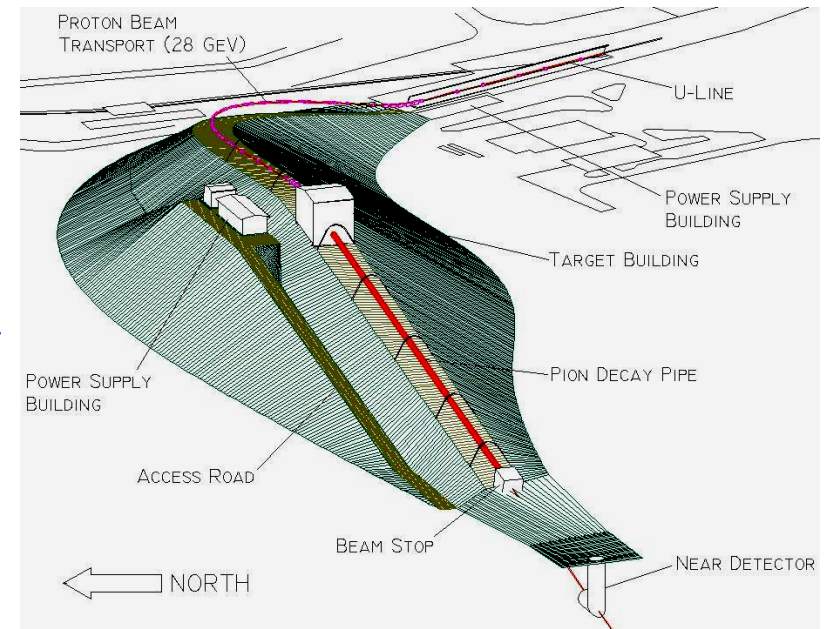 PROTON BEAM
TRANSPORT (28 GEV)
U-LINE
POWER SUPPLY
BUILDING
TARGET BUILDING
PION DECAY PIPE
POWER SUPPLY
BUILDING
ACCESS ROAD
BEAM STOP
NEAR DETECTOR
NORTH